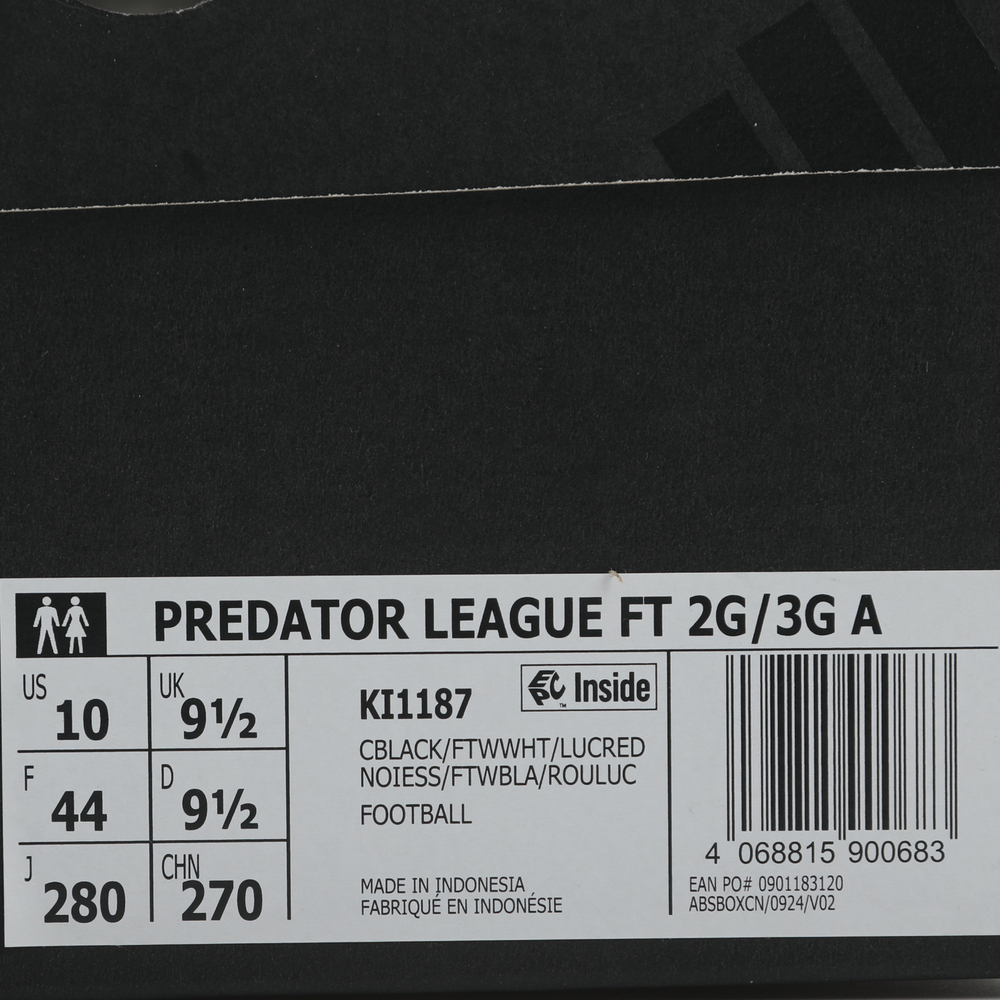 PREDATOR LEAGUE FT 2G/3G A
US 10
UK 9½
F 44
D 9½
J 280
CHN 270
KI1187
EPC™ Inside
CBLACK/FTWWHT/LUCRED
NOIESS/FTWBLA/ROULUC
FOOTBALL
MADE IN INDONESIA
FABRIQUÉ EN INDONÉSIE
4 068815 900683
EAN PO# 0901183120
ABSBOXCN/0924/V02